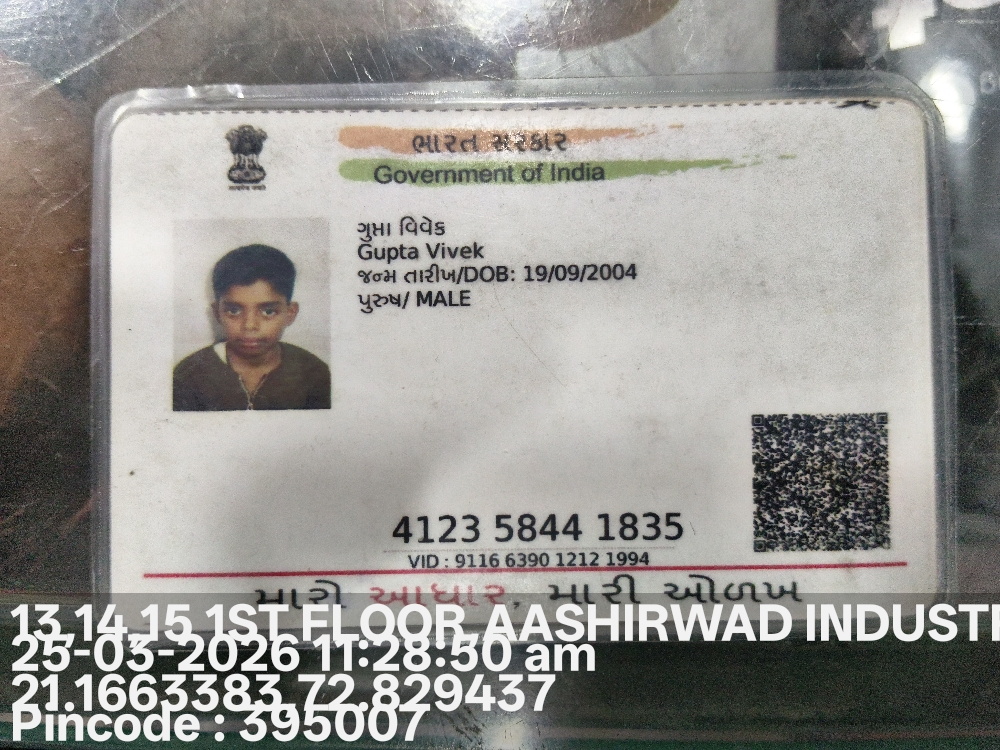 ભારત સરકાર
Government of India
ગુપ્તા વિવેક
Gupta Vivek
જન્મ તારીખ/DOB: 19/09/2004
પુરુષ/ MALE
4123 5844 1835
VID : 9116 6390 1212 1994
મારો આધાર, મારી ઓળખ
13,14,15 1ST FLOOR,AASHIRWAD
25-03-2026 11:28:50 am
21.1663383,72.829437
Pincode : 395007